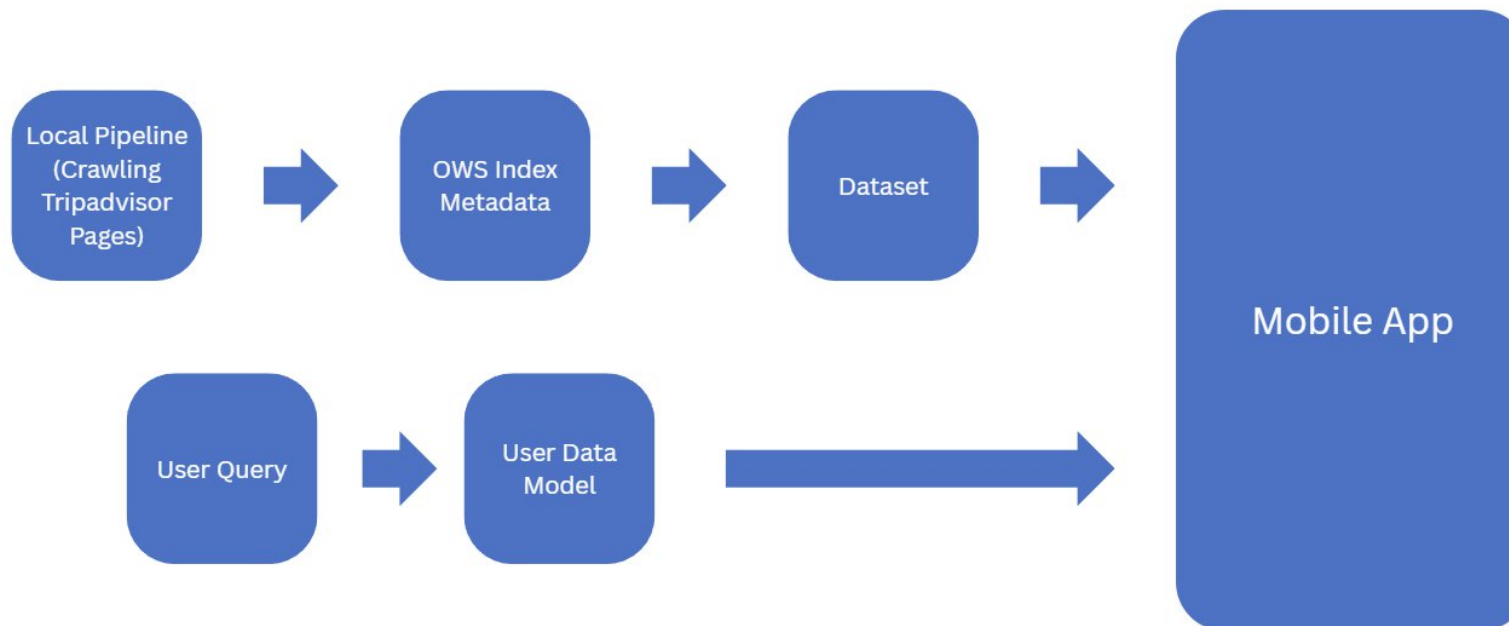 Local Pipeline
(Crawling
Tripadvisor
Pages)
OWS Index
Metadata
Dataset
Mobile App
User Query
User Data
Model